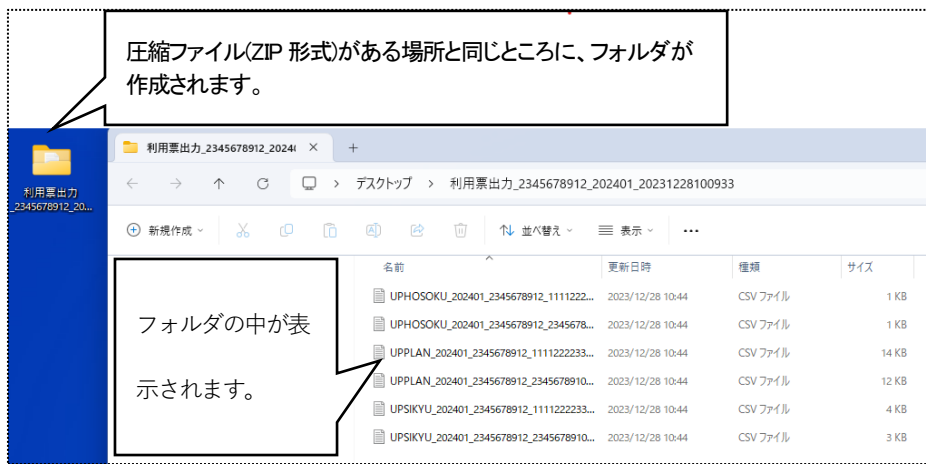 圧縮ファイル(ZIP 形式)がある場所と同じところに、フォルダが
作成されます。
利用票出力
_2345678912_20...
利用票出力_2345678912_2024
デスクトップ > 利用票出力_2345678912_202401_20231228100933
新規作成
並べ替え
表示
名前 更新日時 種類 サイズ
UPHOSOKU_202401_2345678912_1111222... 2023/12/28 10:44 CSV ファイル 1 KB
UPHOSOKU_202401_2345678912_2345678... 2023/12/28 10:44 CSV ファイル 1 KB
UPPLAN_202401_2345678912_1111222233... 2023/12/28 10:44 CSV ファイル 14 KB
UPPLAN_202401_2345678912_2345678910... 2023/12/28 10:44 CSV ファイル 12 KB
UPSIKYU_202401_2345678912_1111222233... 2023/12/28 10:44 CSV ファイル 4 KB
UPSIKYU_202401_2345678912_2345678910... 2023/12/28 10:44 CSV ファイル 3 KB
フォルダの中が表
示されます。